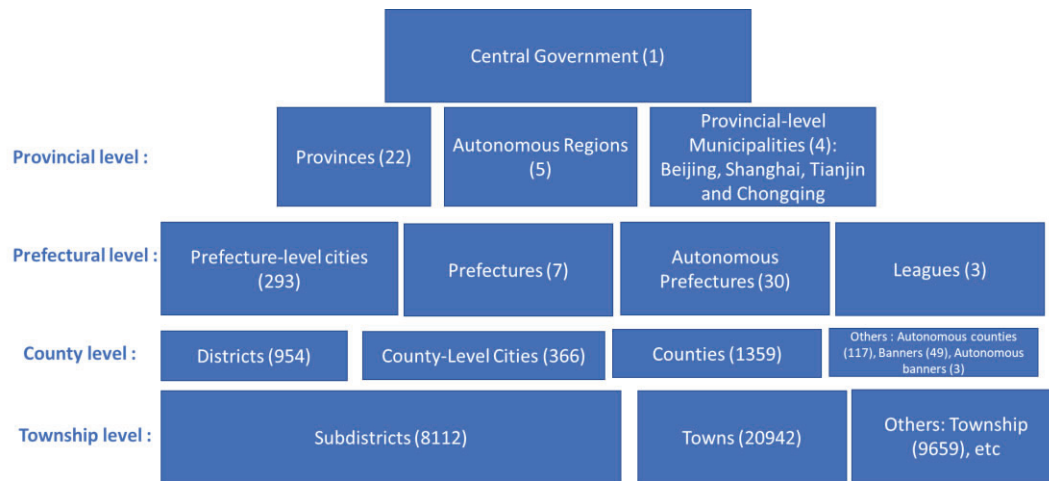 Central Government (1)
Provincial level :
Provinces (22)
Autonomous Regions
(5)
Provincial-level
Municipalities (4):
Beijing, Shanghai, Tianjin
and Chongqing
Prefectural level :
Prefecture-level cities
(293)
Prefectures (7)
Autonomous
Prefectures (30)
Leagues (3)
County level :
Districts (954)
County-Level Cities (366)
Counties (1359)
Others : Autonomous counties
(117), Banners (49), Autonomous
banners (3)
Township level :
Subdistricts (8112)
Towns (20942)
Others: Township
(9659), etc